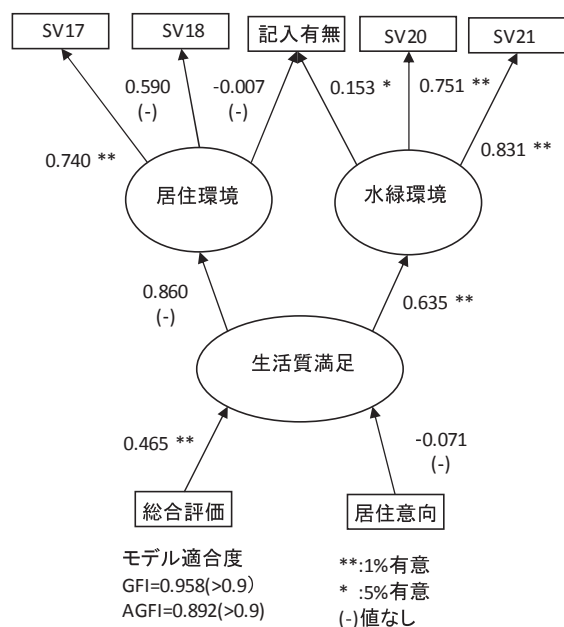 SV17
SV18
記入有無
SV20
SV21
0.590
(-)
-0.007
(-)
0.153 *
0.751 **
0.740 **
0.831 **
居住環境
水緑環境
0.860
(-)
0.635 **
生活質満足
0.465 **
-0.071
(-)
総合評価
居住意向
モデル適合度
GFI=0.958(>0.9)
AGFI=0.892(>0.9)
**:1%有意
* :5%有意
(-)値なし